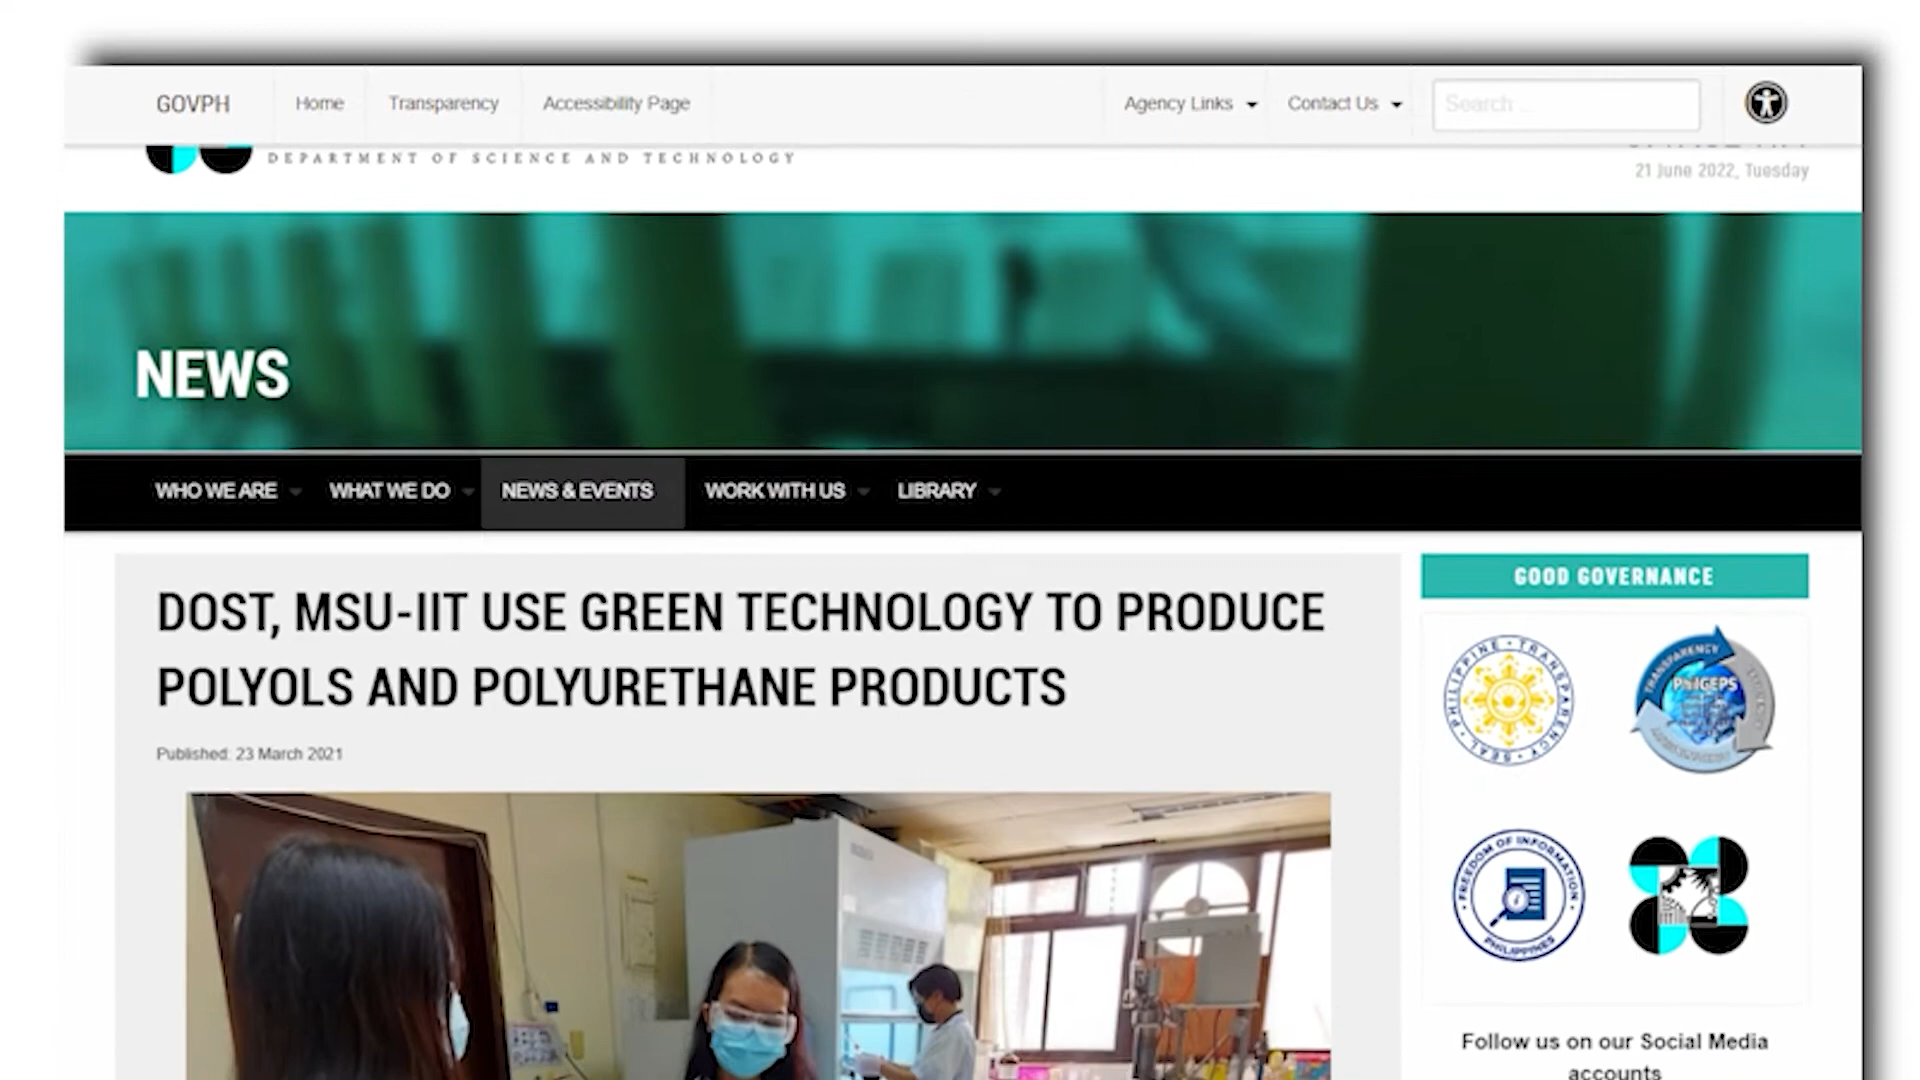 GOVPH Home Transparency Accessibility Page Agency Links Contact Us Search ...
DEPARTMENT OF SCIENCE AND TECHNOLOGY
21 June 2022, Tuesday
NEWS
WHO WE ARE WHAT WE DO NEWS & EVENTS WORK WITH US LIBRARY
DOST, MSU-IIT USE GREEN TECHNOLOGY TO PRODUCE
POLYOLS AND POLYURETHANE PRODUCTS
Published: 23 March 2021
GOOD GOVERNANCE
PHILIPPINE TRANSPARENCY SEAL
TRANSPARENCY
PhilGEPS
FREEDOM OF INFORMATION
PHILIPPINES
Follow us on our Social Media
accounts